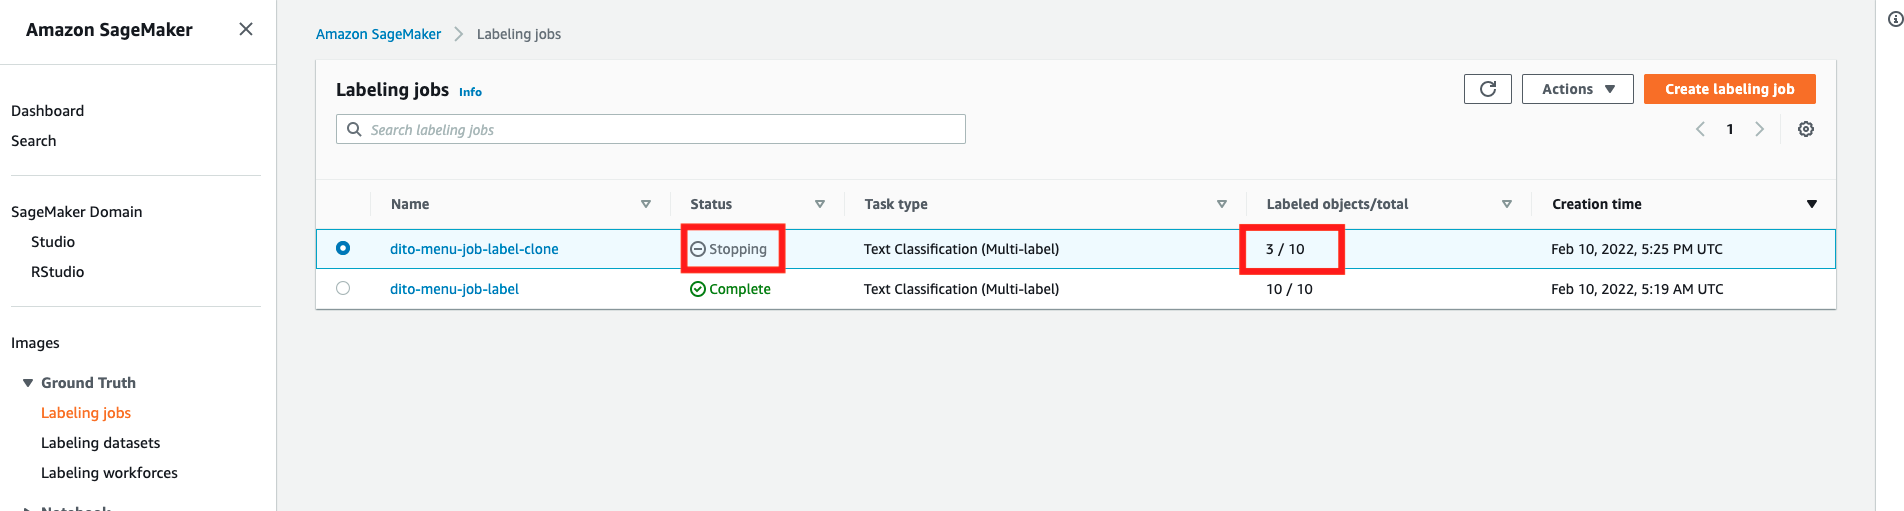 Amazon SageMaker
Dashboard
Search
SageMaker Domain
Studio
RStudio
Images
Ground Truth
Labeling jobs
Labeling datasets
Labeling workforces
Notebook
Amazon SageMaker > Labeling jobs
Labeling jobs Info
Actions
Create labeling job
Search labeling jobs
1
Name Status Task type Labeled objects/total Creation time
dito-menu-job-label-clone Stopping Text Classification (Multi-label) 3 / 10 Feb 10, 2022, 5:25 PM UTC
dito-menu-job-label Complete Text Classification (Multi-label) 10 / 10 Feb 10, 2022, 5:19 AM UTC